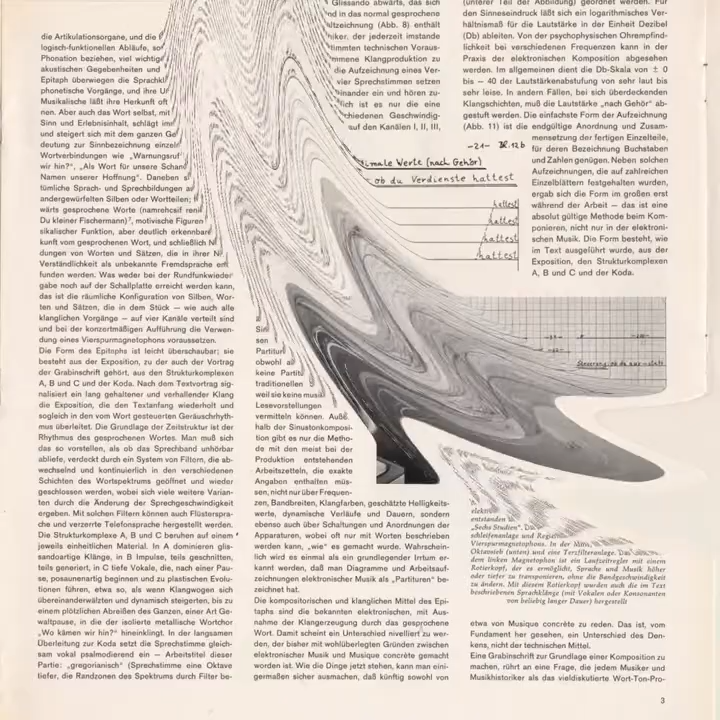 die Artikulationsorgane, und die
logisch-funktionellen Abläufe,
Phonation beziehen, viel wichtige
akustischen Gegebenheiten und
Epitaph überwiegen die
phonetische Vorgänge, und ihre
Musikalische läßt ihre Herkunft
nen. Aber auch das Wort selbst, mit
Sinn und Erlebnisinhalt, schlägt
und steigert sich mit dem ganzen
deutung zur Sinnbezeichnung
Wortverbindungen wie „Warnungsruf"
wir hin?", „Als Wort für unsere
Namen unserer Hoffnung". Daneben
tümliche Sprach- und Sprechbildungen
andergewürfelten Silben oder Wortteilen;
wärts gesprochene Worte (namrehcsif
Du kleiner Fischermann)², motivische Figuren
sikalischer Funktion, aber deutlich erkennbare
kunft vom gesprochenen Wort, und schließlich
dungen von Worten und Sätzen, die in ihrer
Verständlichkeit als unbekannte Fremdsprache
funden werden. Was weder bei der Rundfunkwieder
gabe noch auf der Schallplatte erreicht werden kann,
das ist die räumliche Konfiguration von Silben, Wor-
ten und Sätzen, die in dem Stück — wie auch alle
klanglichen Vorgänge — auf vier Kanäle verteilt sind
und bei der konzertmäßigen Aufführung die Verwen-
dung eines Vierspurmagnetophons voraussetzen.
Die Form des Epitaphs ist leicht überschaubar; sie
besteht aus der Exposition, zu der auch der Vortrag
der Grabinschrift gehört, aus den Strukturkomplexen
A, B und C und der Koda. Nach dem Textvortrag sig-
nalisiert ein lang gehaltener und verhallender Klang
die Exposition, die den Textanfang wiederholt und
sogleich in den vom Wort gesteuerten Geräuschrhyth-
mus überleitet. Die Grundlage der Zeitstruktur ist der
Rhythmus des gesprochenen Wortes. Man muß sich
das so vorstellen, als ob das Sprechband unhörbar
abliefe, verdeckt durch ein System von Filtern, die ab-
wechselnd und kontinuierlich in den verschiedenen
Schichten des Wortspektrums geöffnet und wieder
geschlossen werden, wobei sich viele weitere Varian-
ten durch die Änderung der Sprechgeschwindigkeit
ergeben. Mit solchen Filtern können auch Flüsterspra-
che und verzerrte Telefonsprache hergestellt werden.
Die Strukturkomplexe A, B und C beruhen auf einem
jeweils einheitlichen Material. In A dominieren glis-
sandoartige Klänge, in B Impulse, teils geschnitten,
teils generiert, in C tiefe Vokale, die, nach einer Pau-
se, posaunenartig beginnen und zu plastischen Evolu-
tionen führen, etwa so, als wenn Klangwogen sich
übereinanderwälzten und dynamisch steigerten, bis zu
einem plötzlichen Abreißen des Ganzen, einer Art Ge-
waltpause, in die der isolierte metallische Wortchor
„Wo kämen wir hin?" hineinklingt. In der langsamen
Überleitung zur Koda setzt die Sprechstimme gleich-
sam vokal psalmodierend ein — Arbeitstitel dieser
Partie: „gregorianisch" (Sprechstimme eine Oktave
tiefer, die Randzonen des Spektrums durch Filter be-
Glissando abwärts, das sich
in das normal gesprochene
(Abb. 8) enthält
der jederzeit imstande
technischen Voraus-
Klangproduktion zu
die Aufzeichnung eines Ver-
vier Sprechstimmen setzen
und hören zu-
ist es nur die eine
Geschwindig-
auf den Kanälen I, II, III,
(nach Gehör)
ob du Verdienste hattest
hattest
hattest
hattest
hattest
Sin
sen
Partitur
obwohl
keine
traditionellen
weil sie keine
Lesevorstellungen
vermitteln können.
halb der Sinustonkomposi-
tion gibt es nur die Metho-
de mit den meist bei der
Produktion entstehenden
Arbeitszetteln, die exakte
Angaben enthalten müs-
sen, nicht nur über Frequen-
zen, Bandbreiten, Klangfarben, geschätzte Helligkeits-
werte, dynamische Verläufe und Dauern, sondern
ebenso auch über Schaltungen und Anordnungen der
Apparaturen, wobei oft nur mit Worten beschrieben
werden kann, „wie" es gemacht wurde. Wahrschein-
lich wird es einmal als ein grundlegender Irrtum er-
kannt werden, daß man Diagramme und Arbeitsauf-
zeichnungen elektronischer Musik als „Partituren" be-
zeichnet hat.
Die kompositorischen und klanglichen Mittel des Epi-
taphs sind die bekannten elektronischen, mit Aus-
nahme der Klangerzeugung durch das gesprochene
Wort. Damit scheint ein Unterschied nivelliert zu wer-
den, der bisher mit wohlüberlegten Gründen zwischen
elektronischer Musik und Musique concrète gemacht
worden ist. Wie die Dinge jetzt stehen, kann man eini-
germaßen sicher ausmachen, daß künftig sowohl von
(unterer Teil der Abbildung) geordnet werden. Für
den Sinneseindruck läßt sich ein logarithmisches Ver-
hältnismaß für die Lautstärke in der Einheit Dezibel
(Db) ableiten. Von der psychophysischen Ohrempfind-
lichkeit bei verschiedenen Frequenzen kann in der
Praxis der elektronischen Komposition abgesehen
werden. Im allgemeinen dient die Db-Skala von ± 0
bis — 40 der Lautstärkenabstufung von sehr laut bis
sehr leise. In andern Fällen, bei sich überdeckenden
Klangschichten, muß die Lautstärke „nach Gehör" ab-
gestuft werden. Die einfachste Form der Aufzeichnung
(Abb. 11) ist die endgültige Anordnung und Zusam-
mensetzung der fertigen Einzelteile,
für deren Bezeichnung Buchstaben
und Zahlen genügen. Neben solchen
Aufzeichnungen, die auf zahlreichen
Einzelblättern festgehalten wurden,
ergab sich die Form im großen erst
während der Arbeit — das ist eine
absolut gültige Methode beim Kom-
ponieren, nicht nur in der elektroni-
schen Musik. Die Form besteht, wie
im Text ausgeführt wurde, aus der
Exposition, den Strukturkomplexen
A, B und C und der Koda.
elektro
entstanden
„Sechs Studien".
schleifenanlage und
Vierspurmagnetophons. In der Mitte
Oktavsieb (unten) und eine Terzfilteranlage.
dem linken Magnetophon ist ein Laufzeitregler mit einem
Rotierkopf, der es ermöglicht, Sprache und Musik höher
oder tiefer zu transponieren, ohne die Bandgeschwindigkeit
zu ändern. Mit diesem Rotierkopf wurden auch die im Text
beschriebenen Sprachklänge (mit Vokalen oder Konsonanten
von beliebig langer Dauer) hergestellt
etwa von Musique concrète zu reden. Das ist, vom
Fundament her gesehen, ein Unterschied des Den-
kens, nicht der technischen Mittel.
Eine Grabinschrift zur Grundlage einer Komposition zu
machen, rührt an eine Frage, die jedem Musiker und
Musikhistoriker als das vieldiskutierte Wort-Ton-Pro-
3